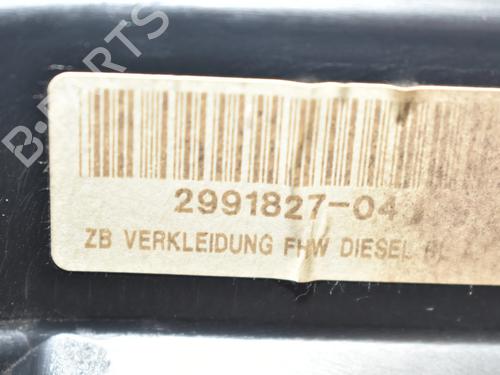 B-PARTS
2991827-04
ZB VERKLEIDUNG FHW DIESEL